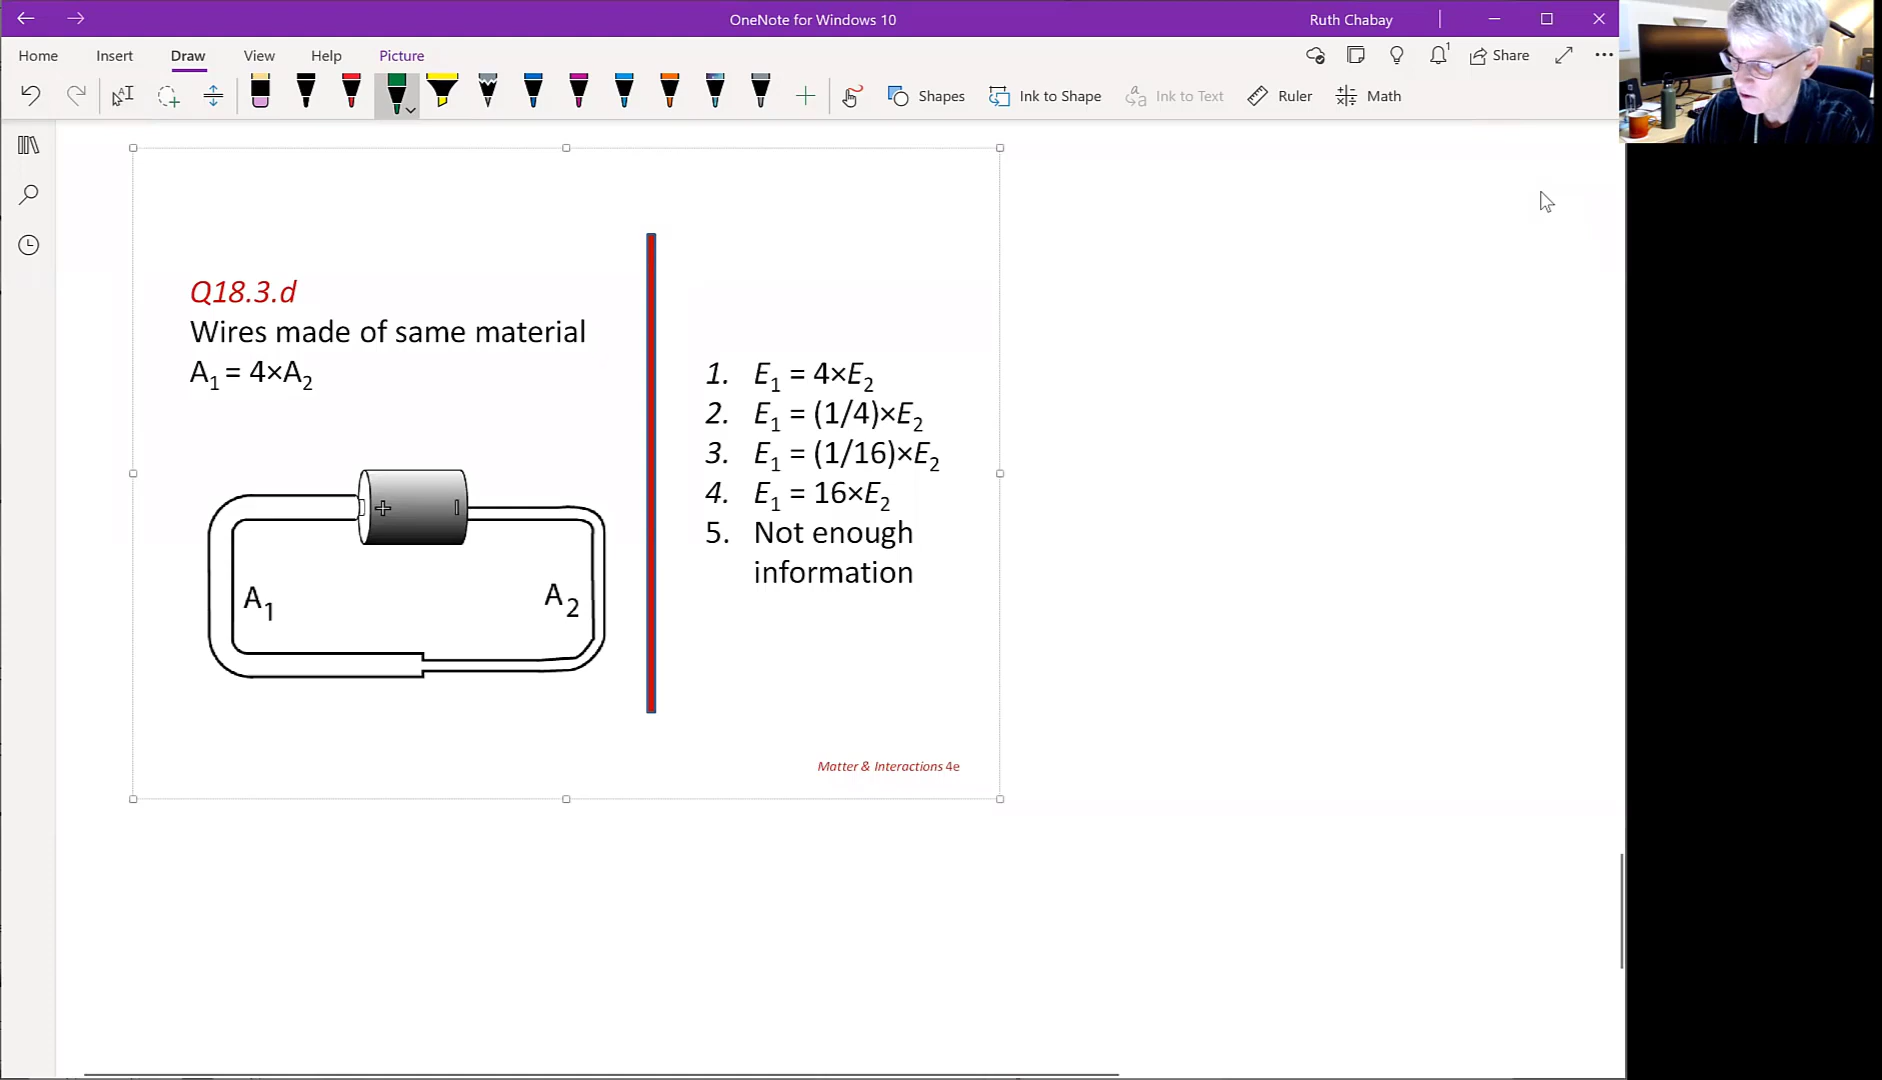 OneNote for Windows 10
Ruth Chabay
Home Insert Draw View Help Picture
1 Share
Shapes Ink to Shape Ink to Text Ruler Math
Q18.3.d
Wires made of same material
A₁ = 4×A₂
+
A₁
A₂
1. E₁ = 4×E₂
2. E₁ = (1/4)×E₂
3. E₁ = (1/16)×E₂
4. E₁ = 16×E₂
5. Not enough
information
Matter & Interactions 4e